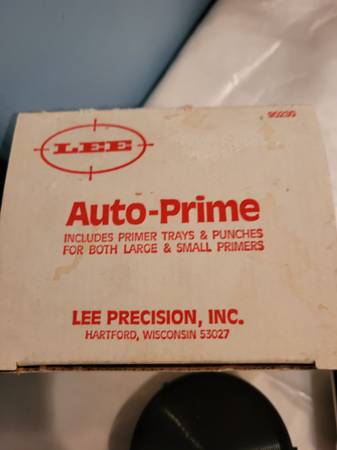 90230
LEE
Auto-Prime
INCLUDES PRIMER TRAYS & PUNCHES
FOR BOTH LARGE & SMALL PRIMERS
LEE PRECISION, INC.
HARTFORD, WISCONSIN 53027